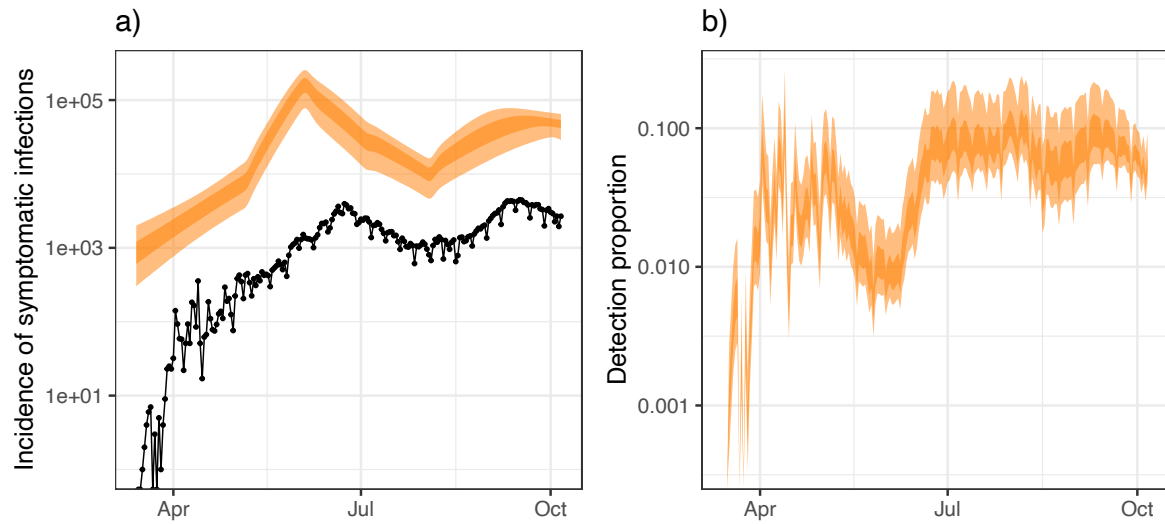 a)
Incidence of symptomatic infections
1e+05
1e+03
1e+01
Apr
Jul
Oct
b)
Detection proportion
0.100
0.010
0.001
Apr
Jul
Oct